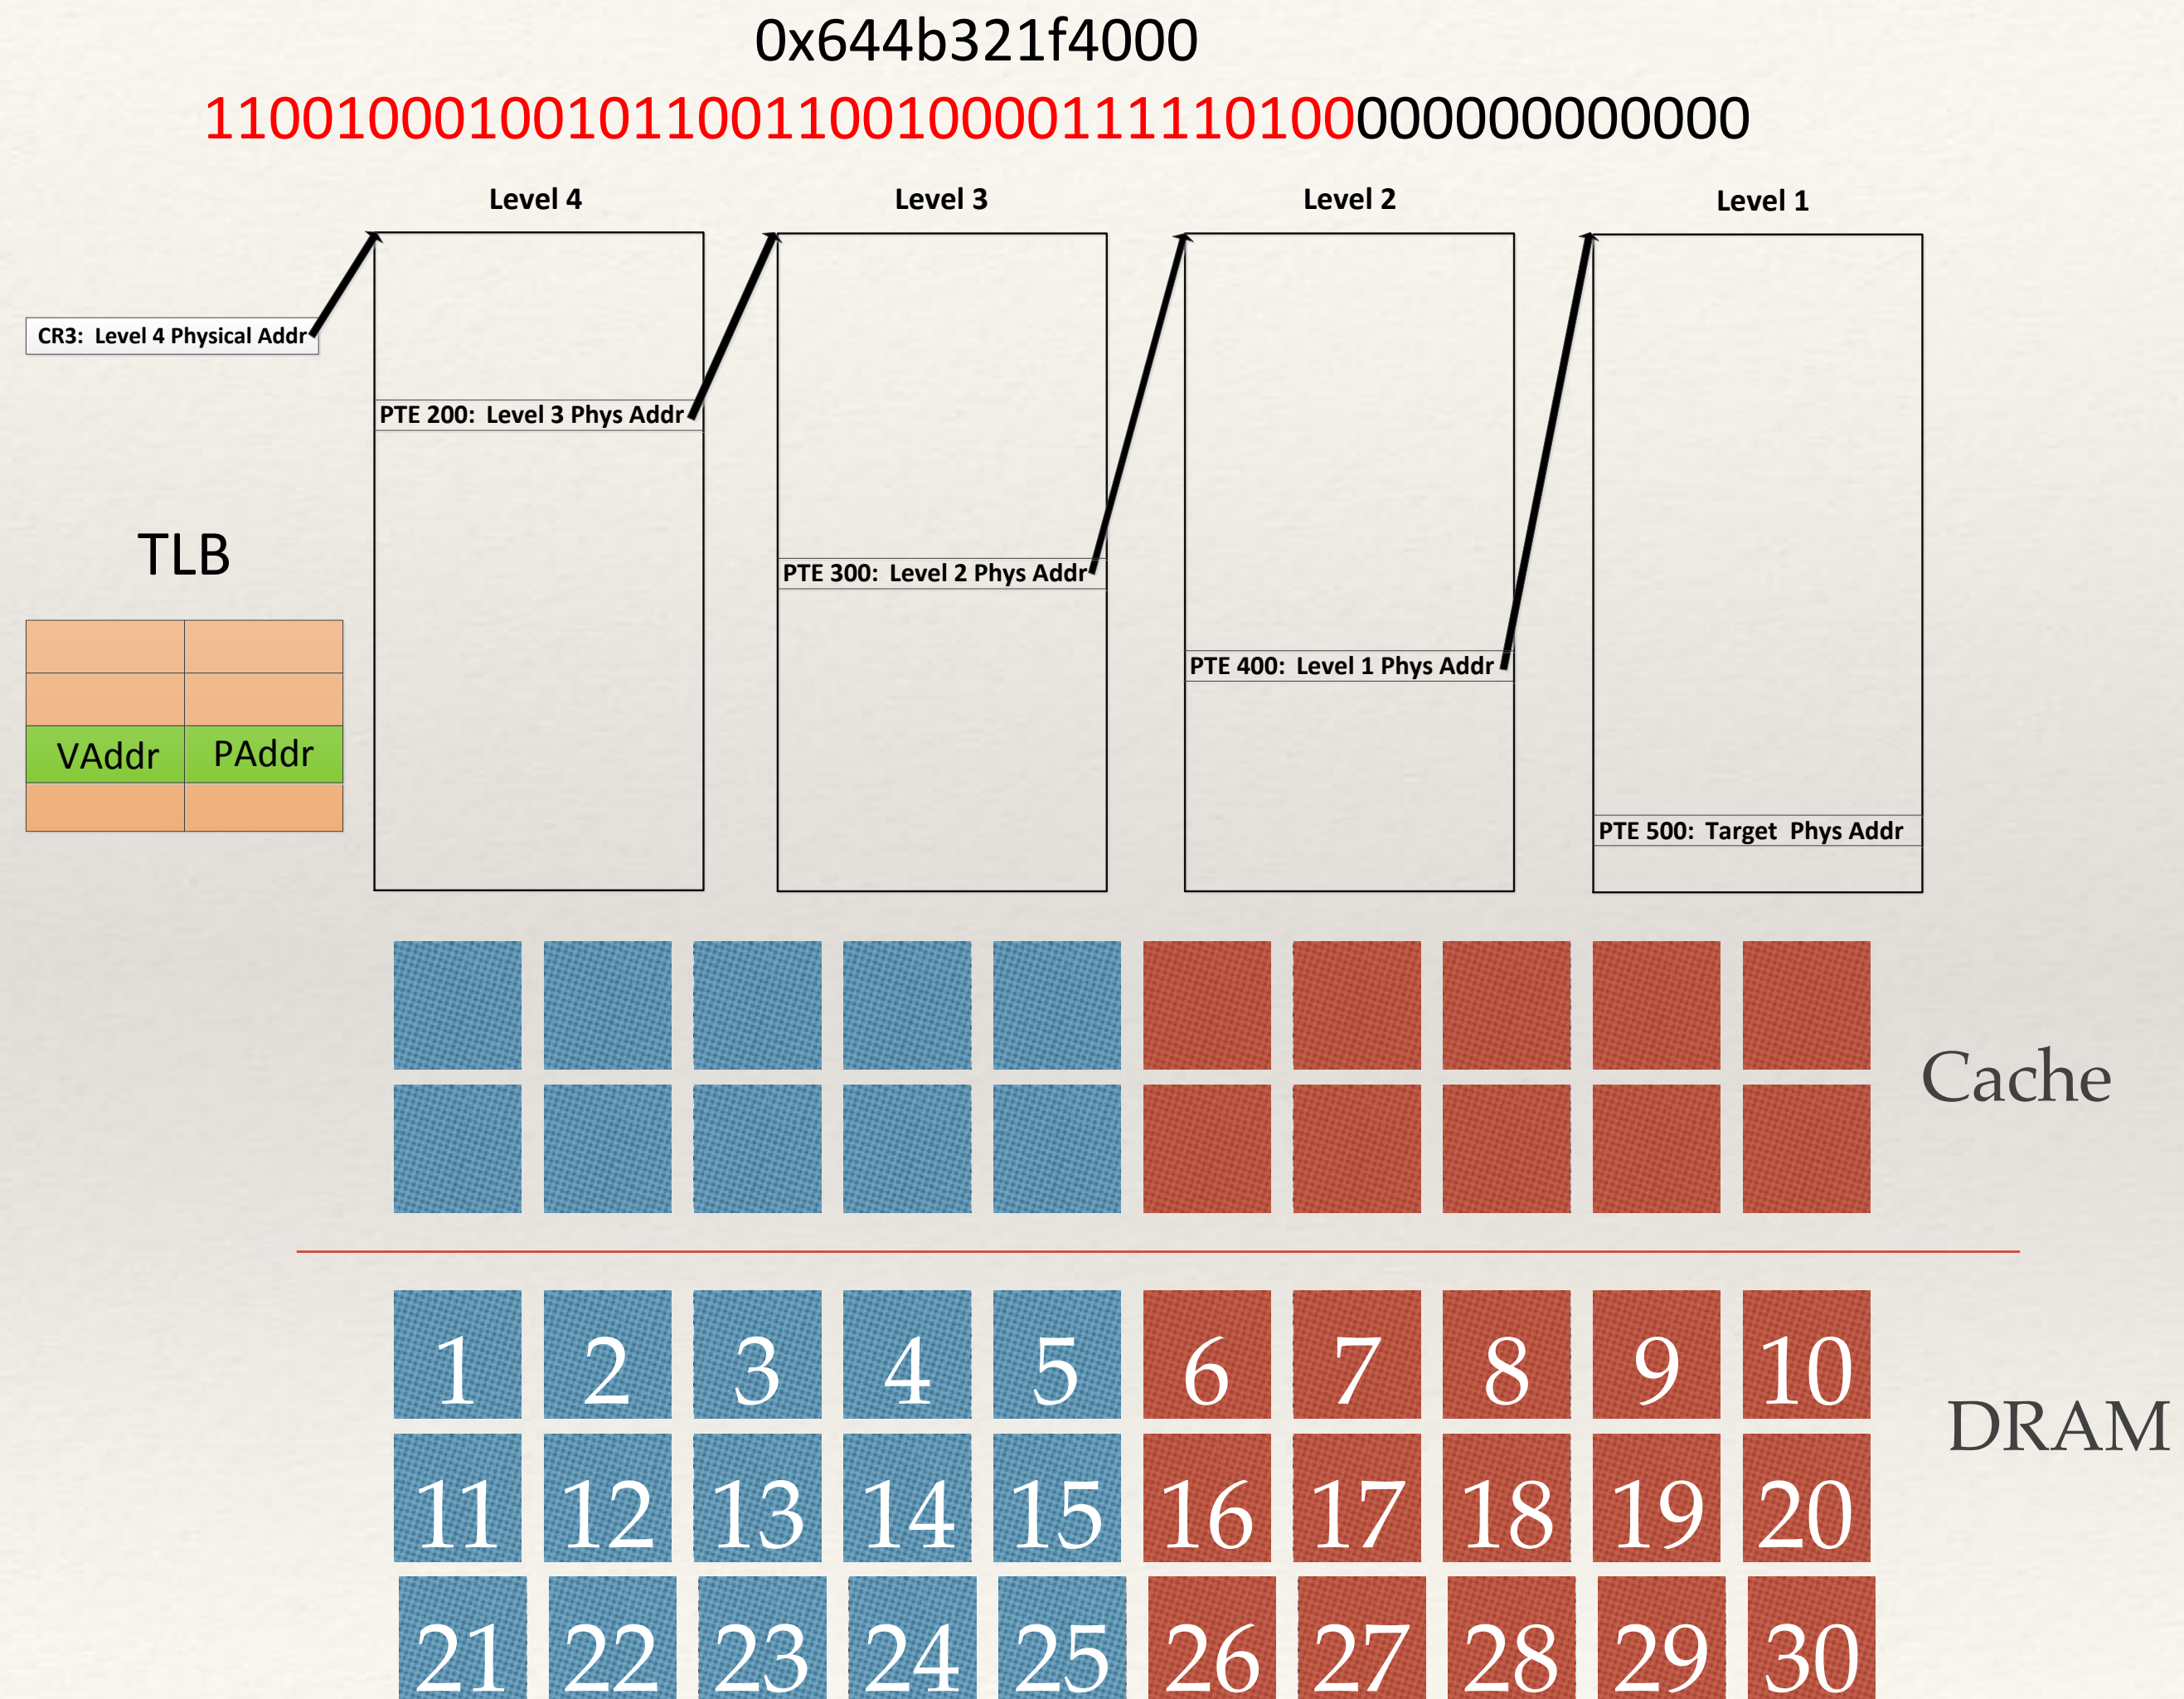 0x644b321f4000
11001000100101100110010000111110100000000000000
Level 4
Level 3
Level 2
Level 1
CR3: Level 4 Physical Addr
PTE 200: Level 3 Phys Addr
PTE 300: Level 2 Phys Addr
PTE 400: Level 1 Phys Addr
PTE 500: Target Phys Addr
TLB
VAddr PAddr
Cache
1 2 3 4 5 6 7 8 9 10
DRAM
11 12 13 14 15 16 17 18 19 20
21 22 23 24 25 26 27 28 29 30